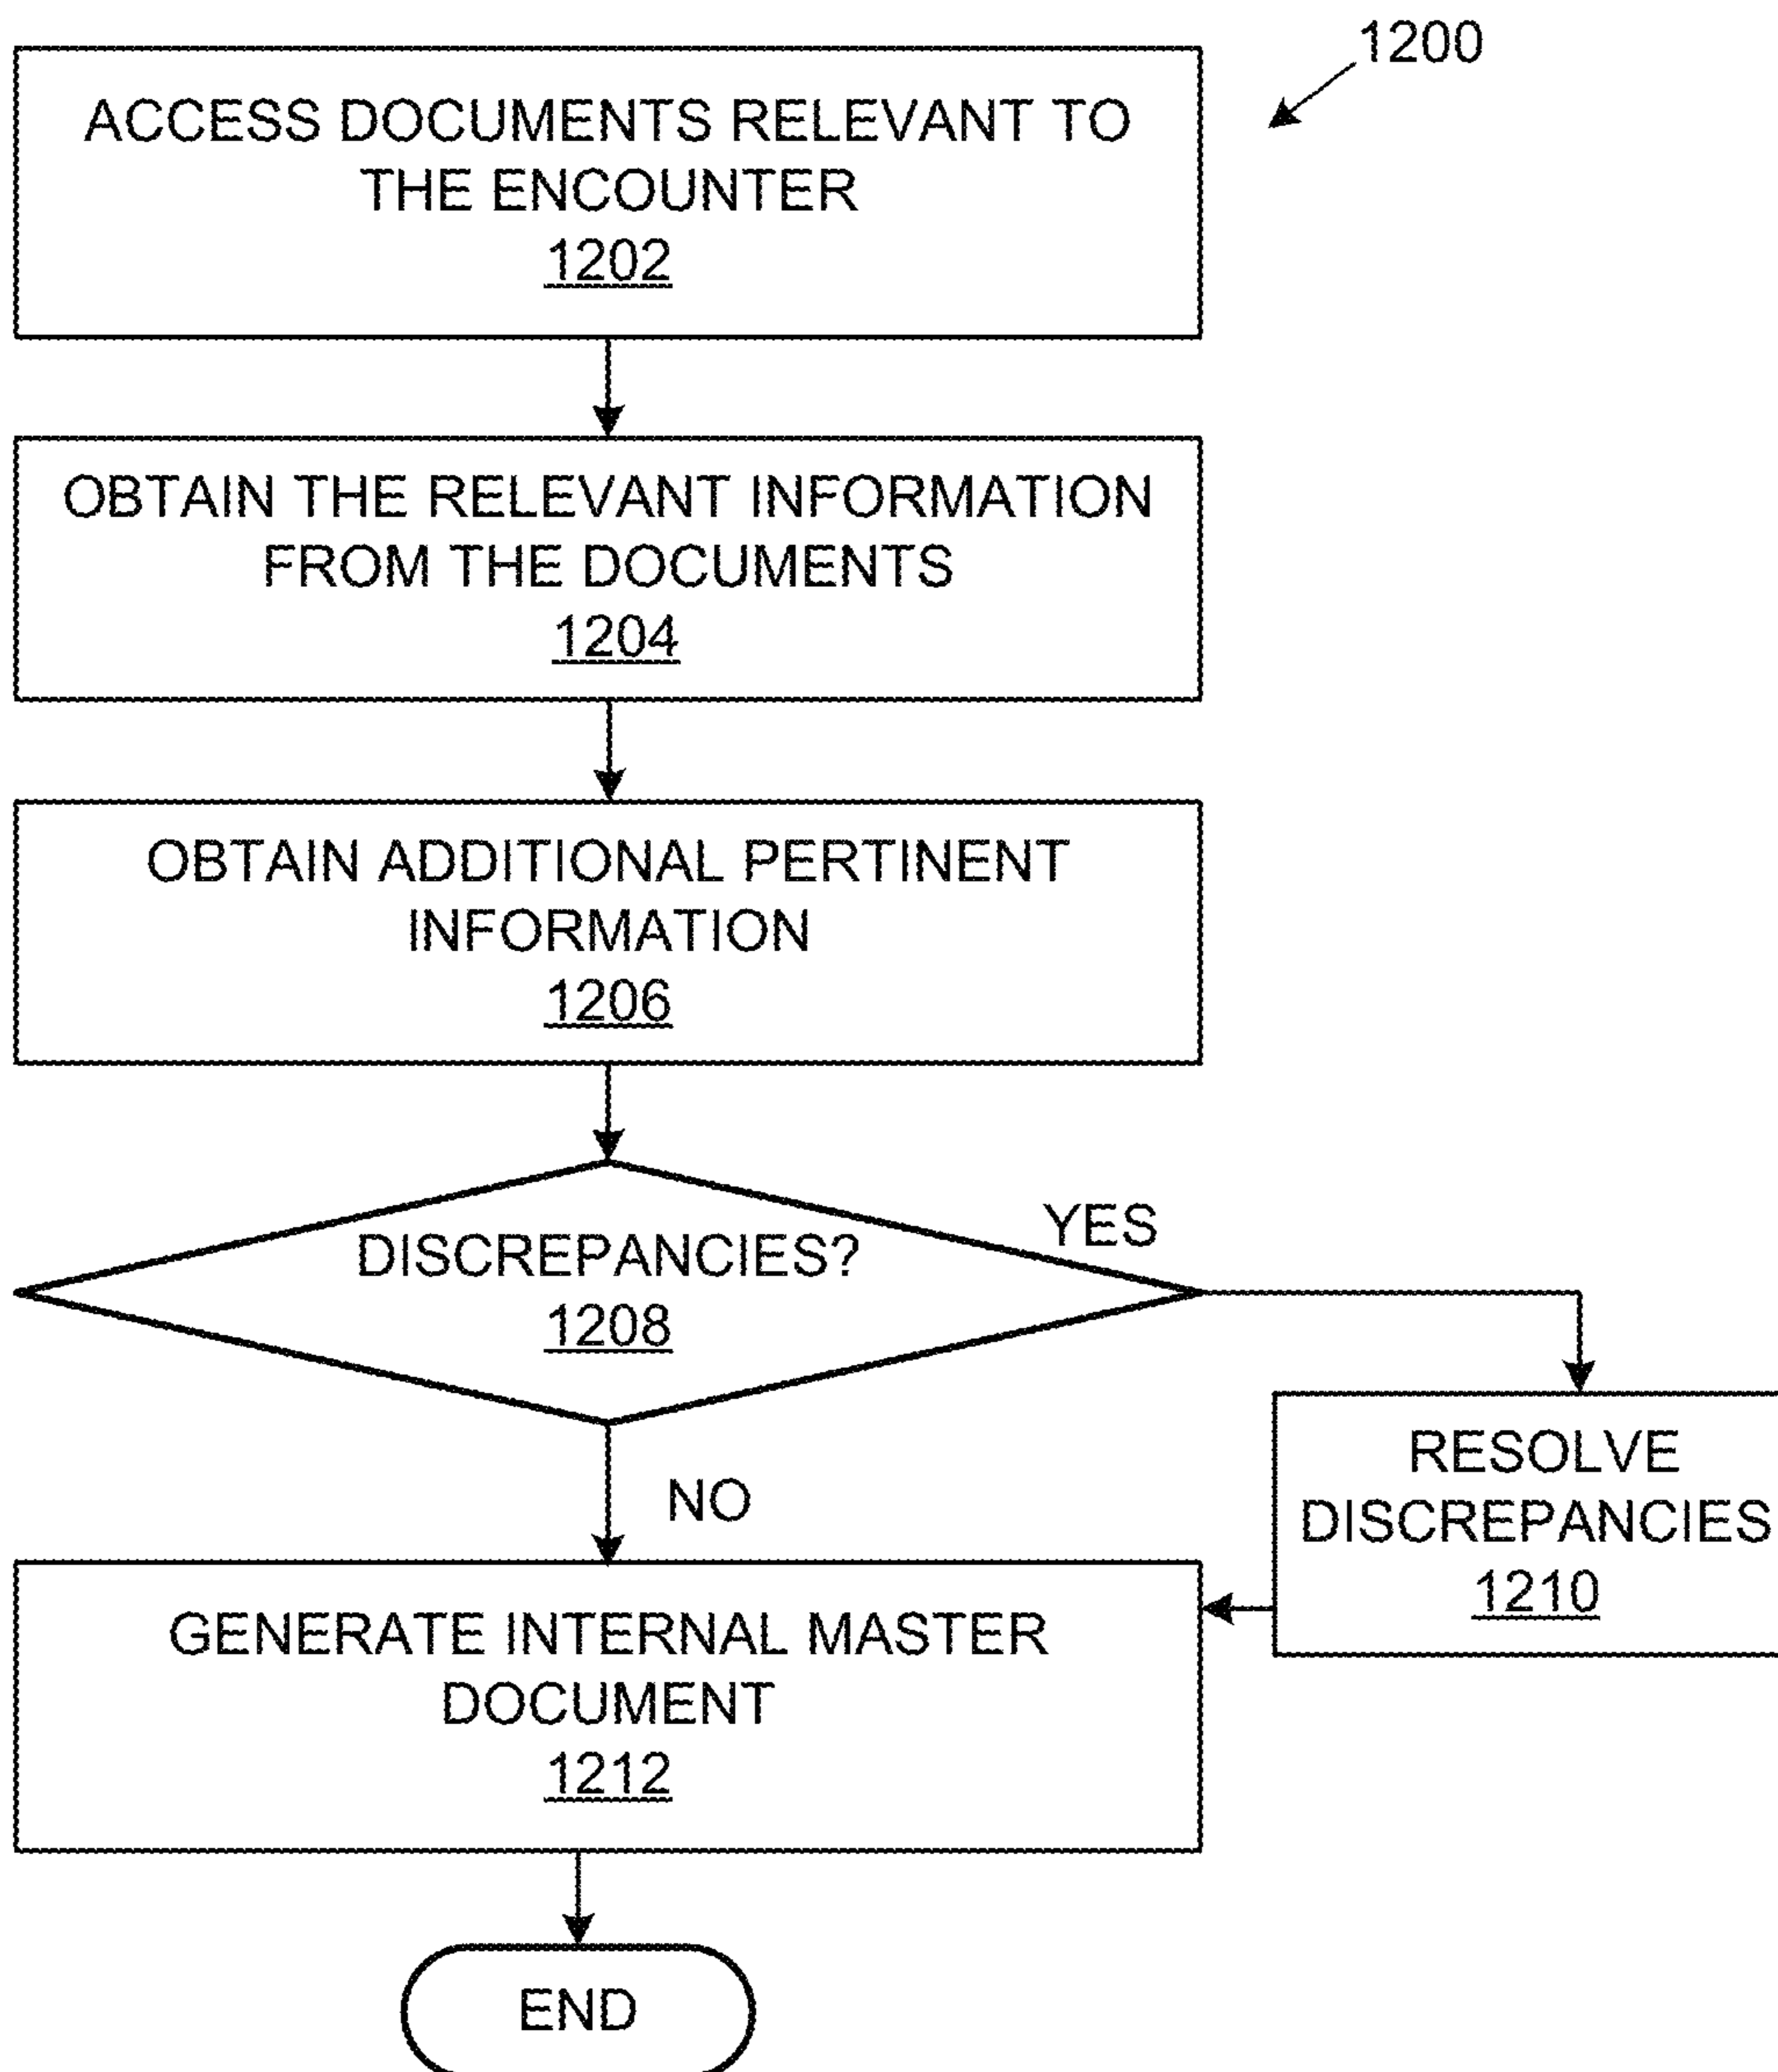 1200
ACCESS DOCUMENTS RELEVANT TO
THE ENCOUNTER
1202
OBTAIN THE RELEVANT INFORMATION
FROM THE DOCUMENTS
1204
OBTAIN ADDITIONAL PERTINENT
INFORMATION
1206
DISCREPANCIES?
1208
YES
NO
RESOLVE
DISCREPANCIES
1210
GENERATE INTERNAL MASTER
DOCUMENT
1212
END